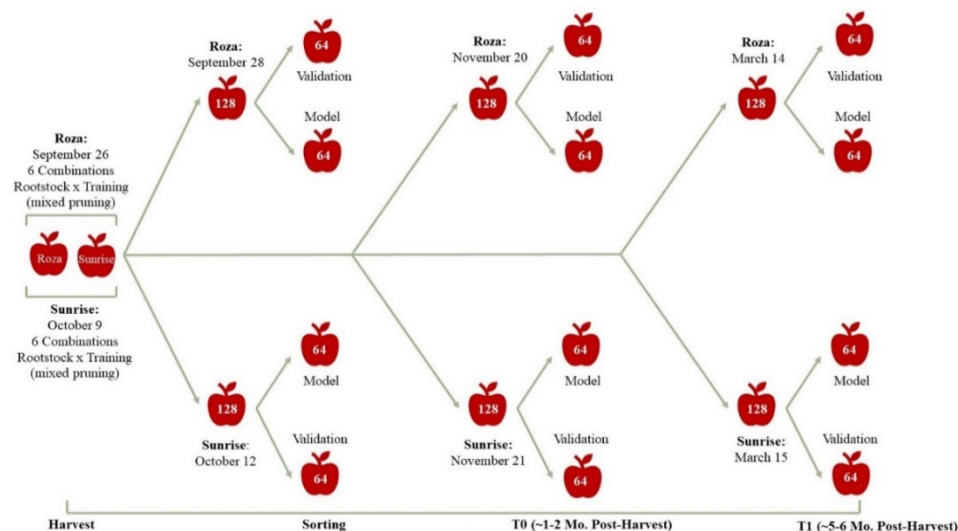 Roza:
September 28
128
64
Validation
Model
64
Roza:
November 20
128
64
Validation
Model
64
Roza:
March 14
128
64
Validation
Model
64
Roza:
September 26
6 Combinations
Rootstock x Training
(mixed pruning)
Roza
Sunrise
Sunrise:
October 9
6 Combinations
Rootstock x Training
(mixed pruning)
64
Model
128
Sunrise:
October 12
Validation
64
64
Model
128
Sunrise:
November 21
Validation
64
64
Model
128
Sunrise:
March 15
Validation
64
Harvest
Sorting
T0 (~1-2 Mo. Post-Harvest)
T1 (~5-6 Mo. Post-Harvest)